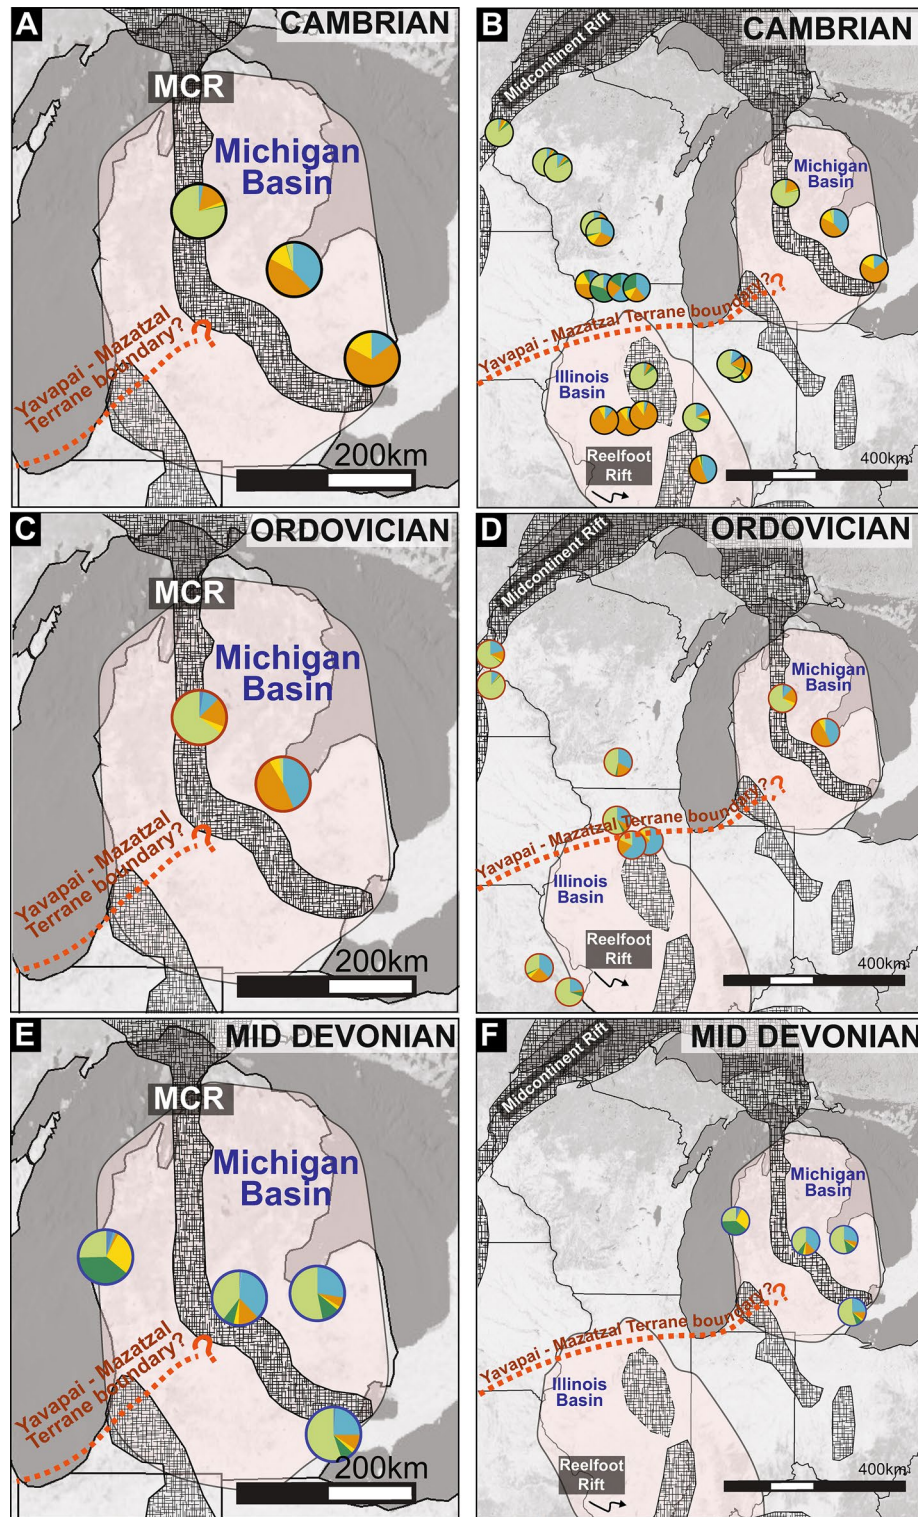 A
CAMBRIAN
MCR
Michigan
Basin
Yavapai - Mazatzal
Terrane boundary?
?
200km
B
CAMBRIAN
Midcontinent Rift
Michigan
Basin
Yavapai - Mazatzal Terrane boundary?
?
Illinois
Basin
Reelfoot
Rift
400km
C
ORDOVICIAN
MCR
Michigan
Basin
Yavapai - Mazatzal
Terrane boundary?
?
200km
D
ORDOVICIAN
Midcontinent Rift
Michigan
Basin
Yavapai - Mazatzal Terrane boundary?
?
Illinois
Basin
Reelfoot
Rift
400km
E
MID DEVONIAN
MCR
Michigan
Basin
Yavapai - Mazatzal
Terrane boundary?
?
200km
F
MID DEVONIAN
Midcontinent Rift
Michigan
Basin
Yavapai - Mazatzal Terrane boundary?
?
Illinois
Basin
Reelfoot
Rift
400km